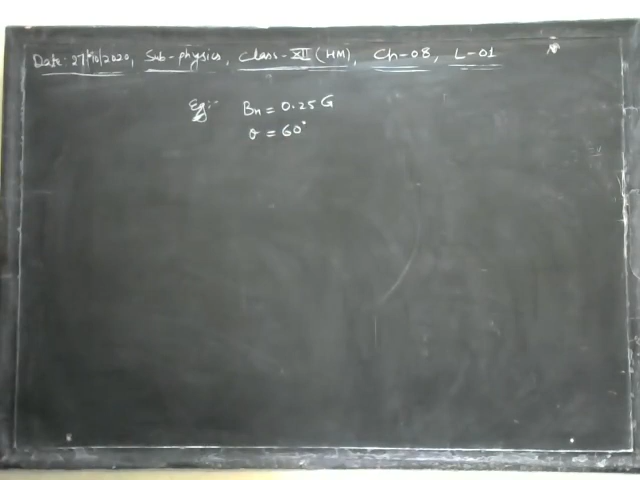 Date: 27/10/2020, Sub-physics, Class-XII (HM), Ch-08, L-01
Eg:- BH = 0.25 G
θ = 60°